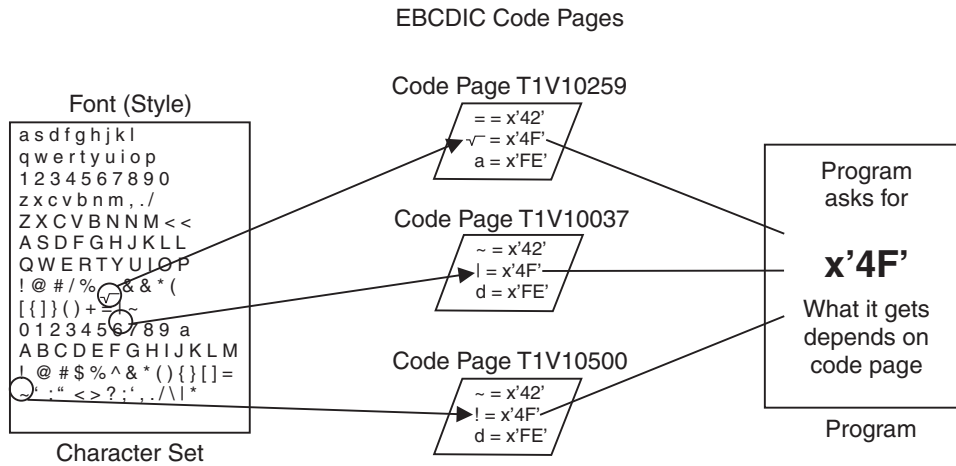 EBCDIC Code Pages
Font (Style)
a s d f g h j k l
q w e r t y u i o p
1 2 3 4 5 6 7 8 9 0
z x c v b n m , . /
Z X C V B N N M < <
A S D F G H J K L L
Q W E R T Y U I O P
! @ # / % √ & & * (
[ { ] } ( ) + = | ~
0 1 2 3 4 5 6 7 8 9 a
A B C D E F G H I J K L M
! @ # $ % ^ & * ( ) { } [ ] =
~ ‘ : “ < > ? ; ‘ , . / \ | *
Character Set
Code Page T1V10259
= = x’42’
√ = x’4F’
a = x’FE’
Code Page T1V10037
~ = x’42’
| = x’4F’
d = x’FE’
Code Page T1V10500
~ = x’42’
! = x’4F’
d = x’FE’
Program
asks for
x’4F’
What it gets
depends on
code page
Program